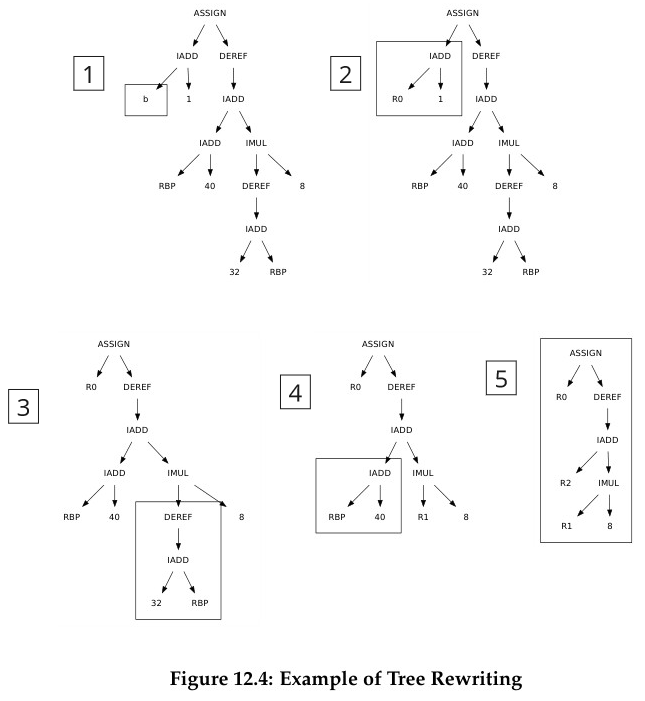 ASSIGN ASSIGN
1 IADD DEREF 2 IADD DEREF
b 1 IADD R0 1 IADD
IADD IMUL IADD IMUL
RBP 40 DEREF 8 RBP 40 DEREF 8
IADD IADD
32 RBP 32 RBP
ASSIGN ASSIGN ASSIGN
3 R0 DEREF 4 R0 DEREF 5 R0 DEREF
IADD IADD IADD
IADD IMUL IADD IMUL R2 IMUL
RBP 40 DEREF 8 RBP 40 R1 8 R1 8
IADD
32 RBP
Figure 12.4: Example of Tree Rewriting